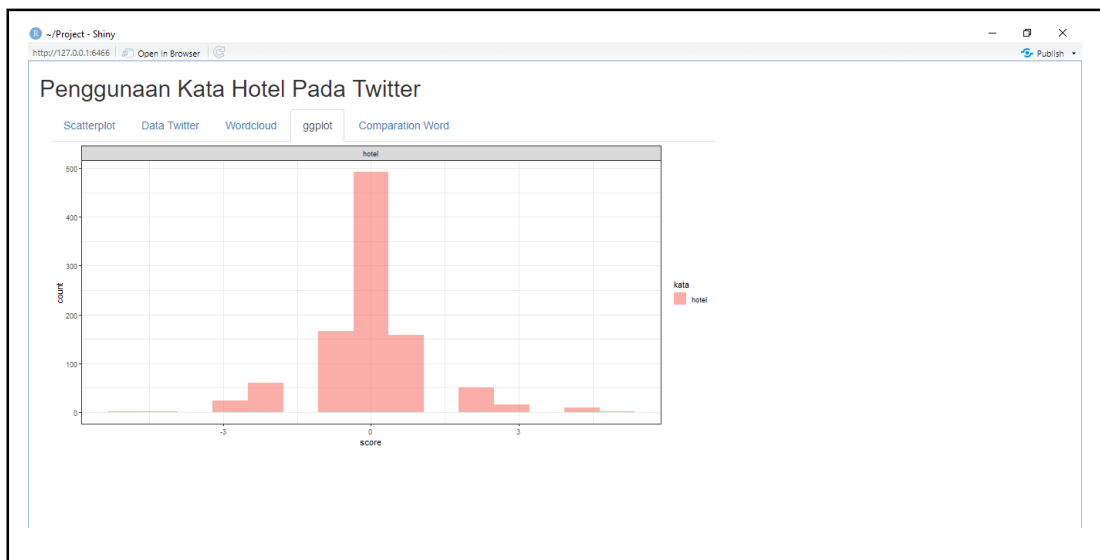 R ~/Project - Shiny
http://127.0.0.1:6466 Open in Browser Publish
Penggunaan Kata Hotel Pada Twitter
Scatterplot Data Twitter Wordcloud ggplot Comparation Word
hotel
500
400
300
200
100
0
count
-3 0 3
score
kata
hotel